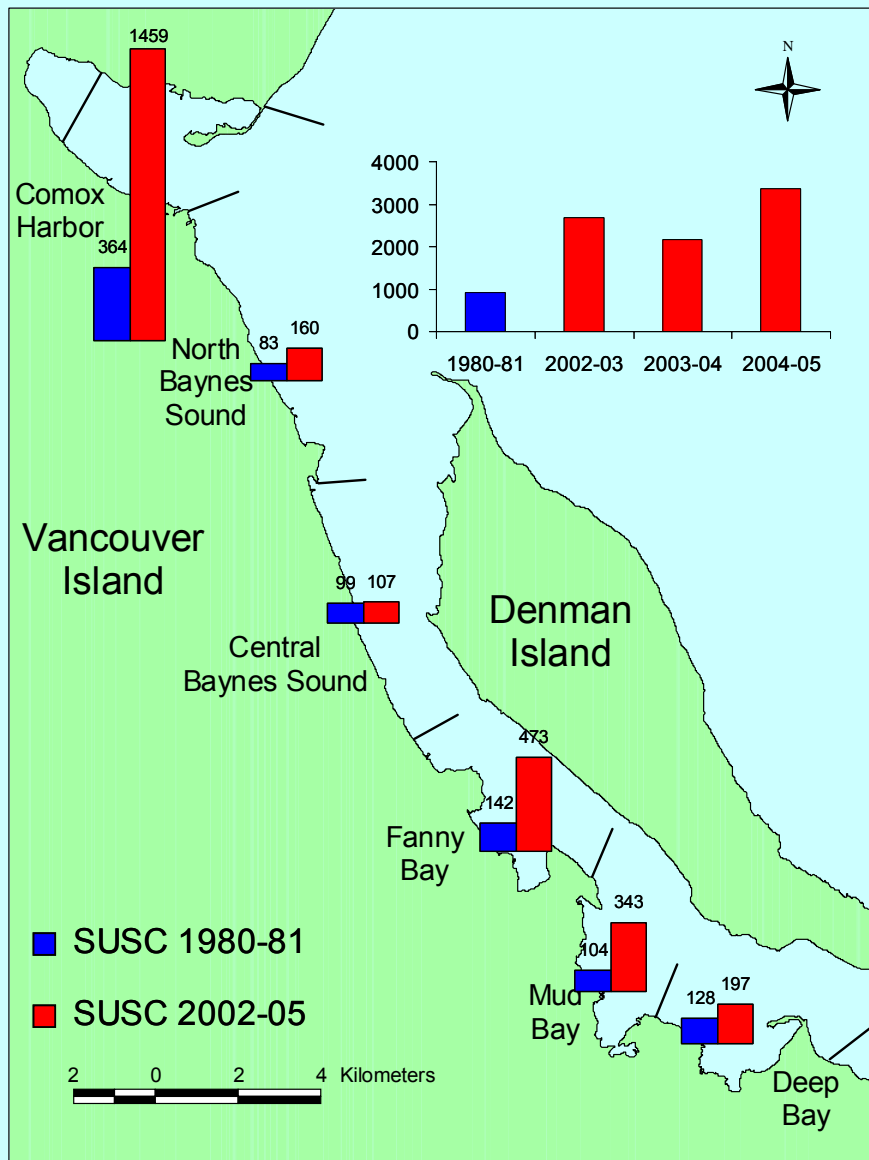 1459
N
4000
3000
2000
1000
0
1980-81 2002-03 2003-04 2004-05
Comox
Harbor
364
83 160
North
Baynes
Sound
Vancouver
Island
99 107
Denman
Island
Central
Baynes Sound
473
142
Fanny
Bay
343
104
Mud
Bay
197
128
Deep
Bay
SUSC 1980-81
SUSC 2002-05
2 0 2 4 Kilometers